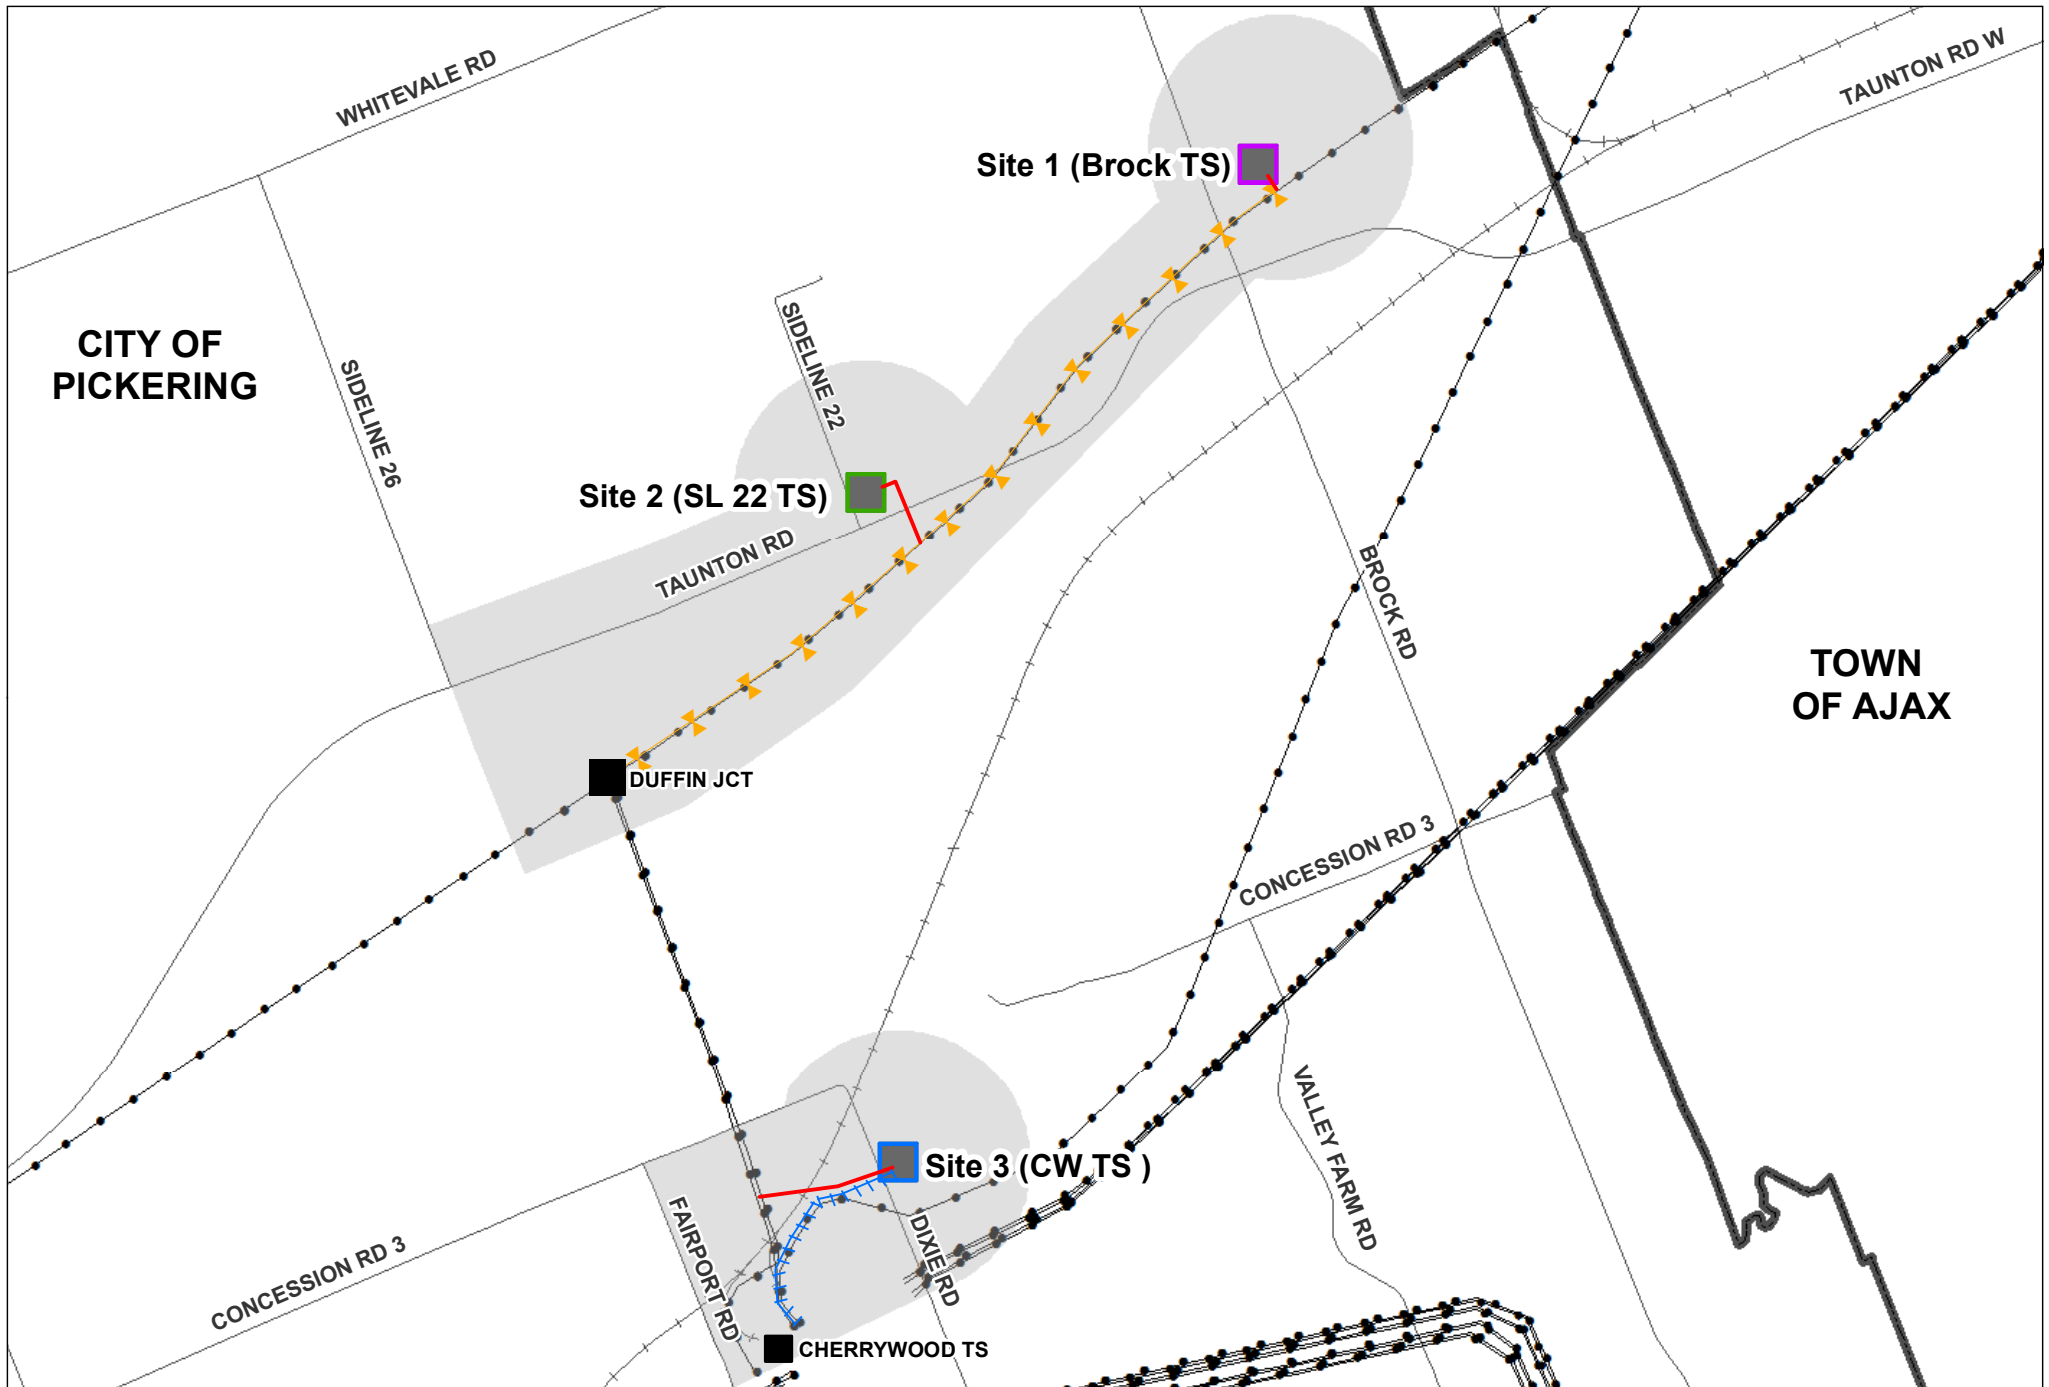 WHITEVALE RD
TAUNTON RD W
Site 1 (Brock TS)
CITY OF
PICKERING
SIDELINE 22
SIDELINE 26
Site 2 (SL 22 TS)
TAUNTON RD
BROCK RD
TOWN
OF AJAX
DUFFIN JCT
CONCESSION RD 3
VALLEY FARM RD
Site 3 (CW TS )
FAIRPORT RD
DIXIE RD
CONCESSION RD 3
CHERRYWOOD TS